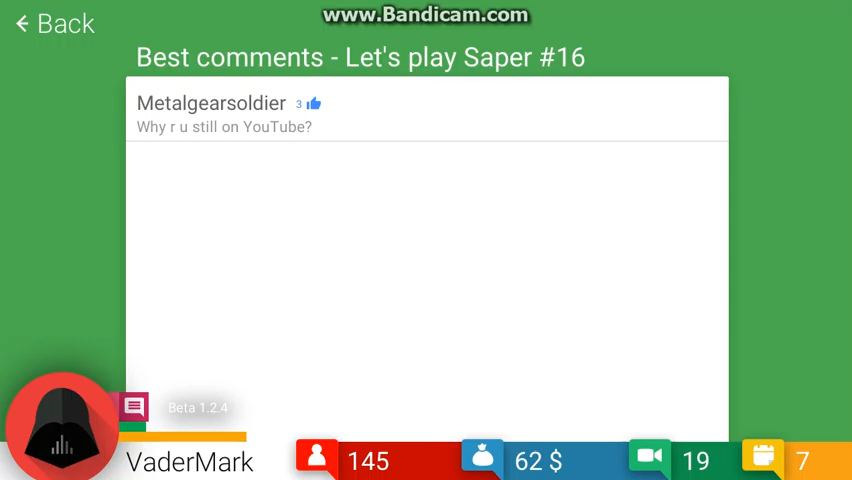 www.Bandicam.com
Back
Best comments - Let's play Saper #16
Metalgearsoldier 3
Why r u still on YouTube?
Beta 1.2.4
VaderMark 145 62 $ 19 7